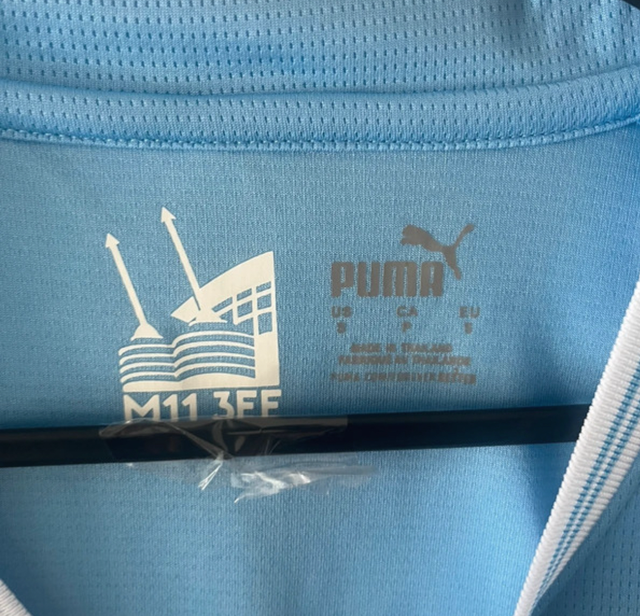 M11 3FF
PUMA
US CA EU
S P S
MADE IN THAILAND
FABRIQUÉ EN THAÏLANDE